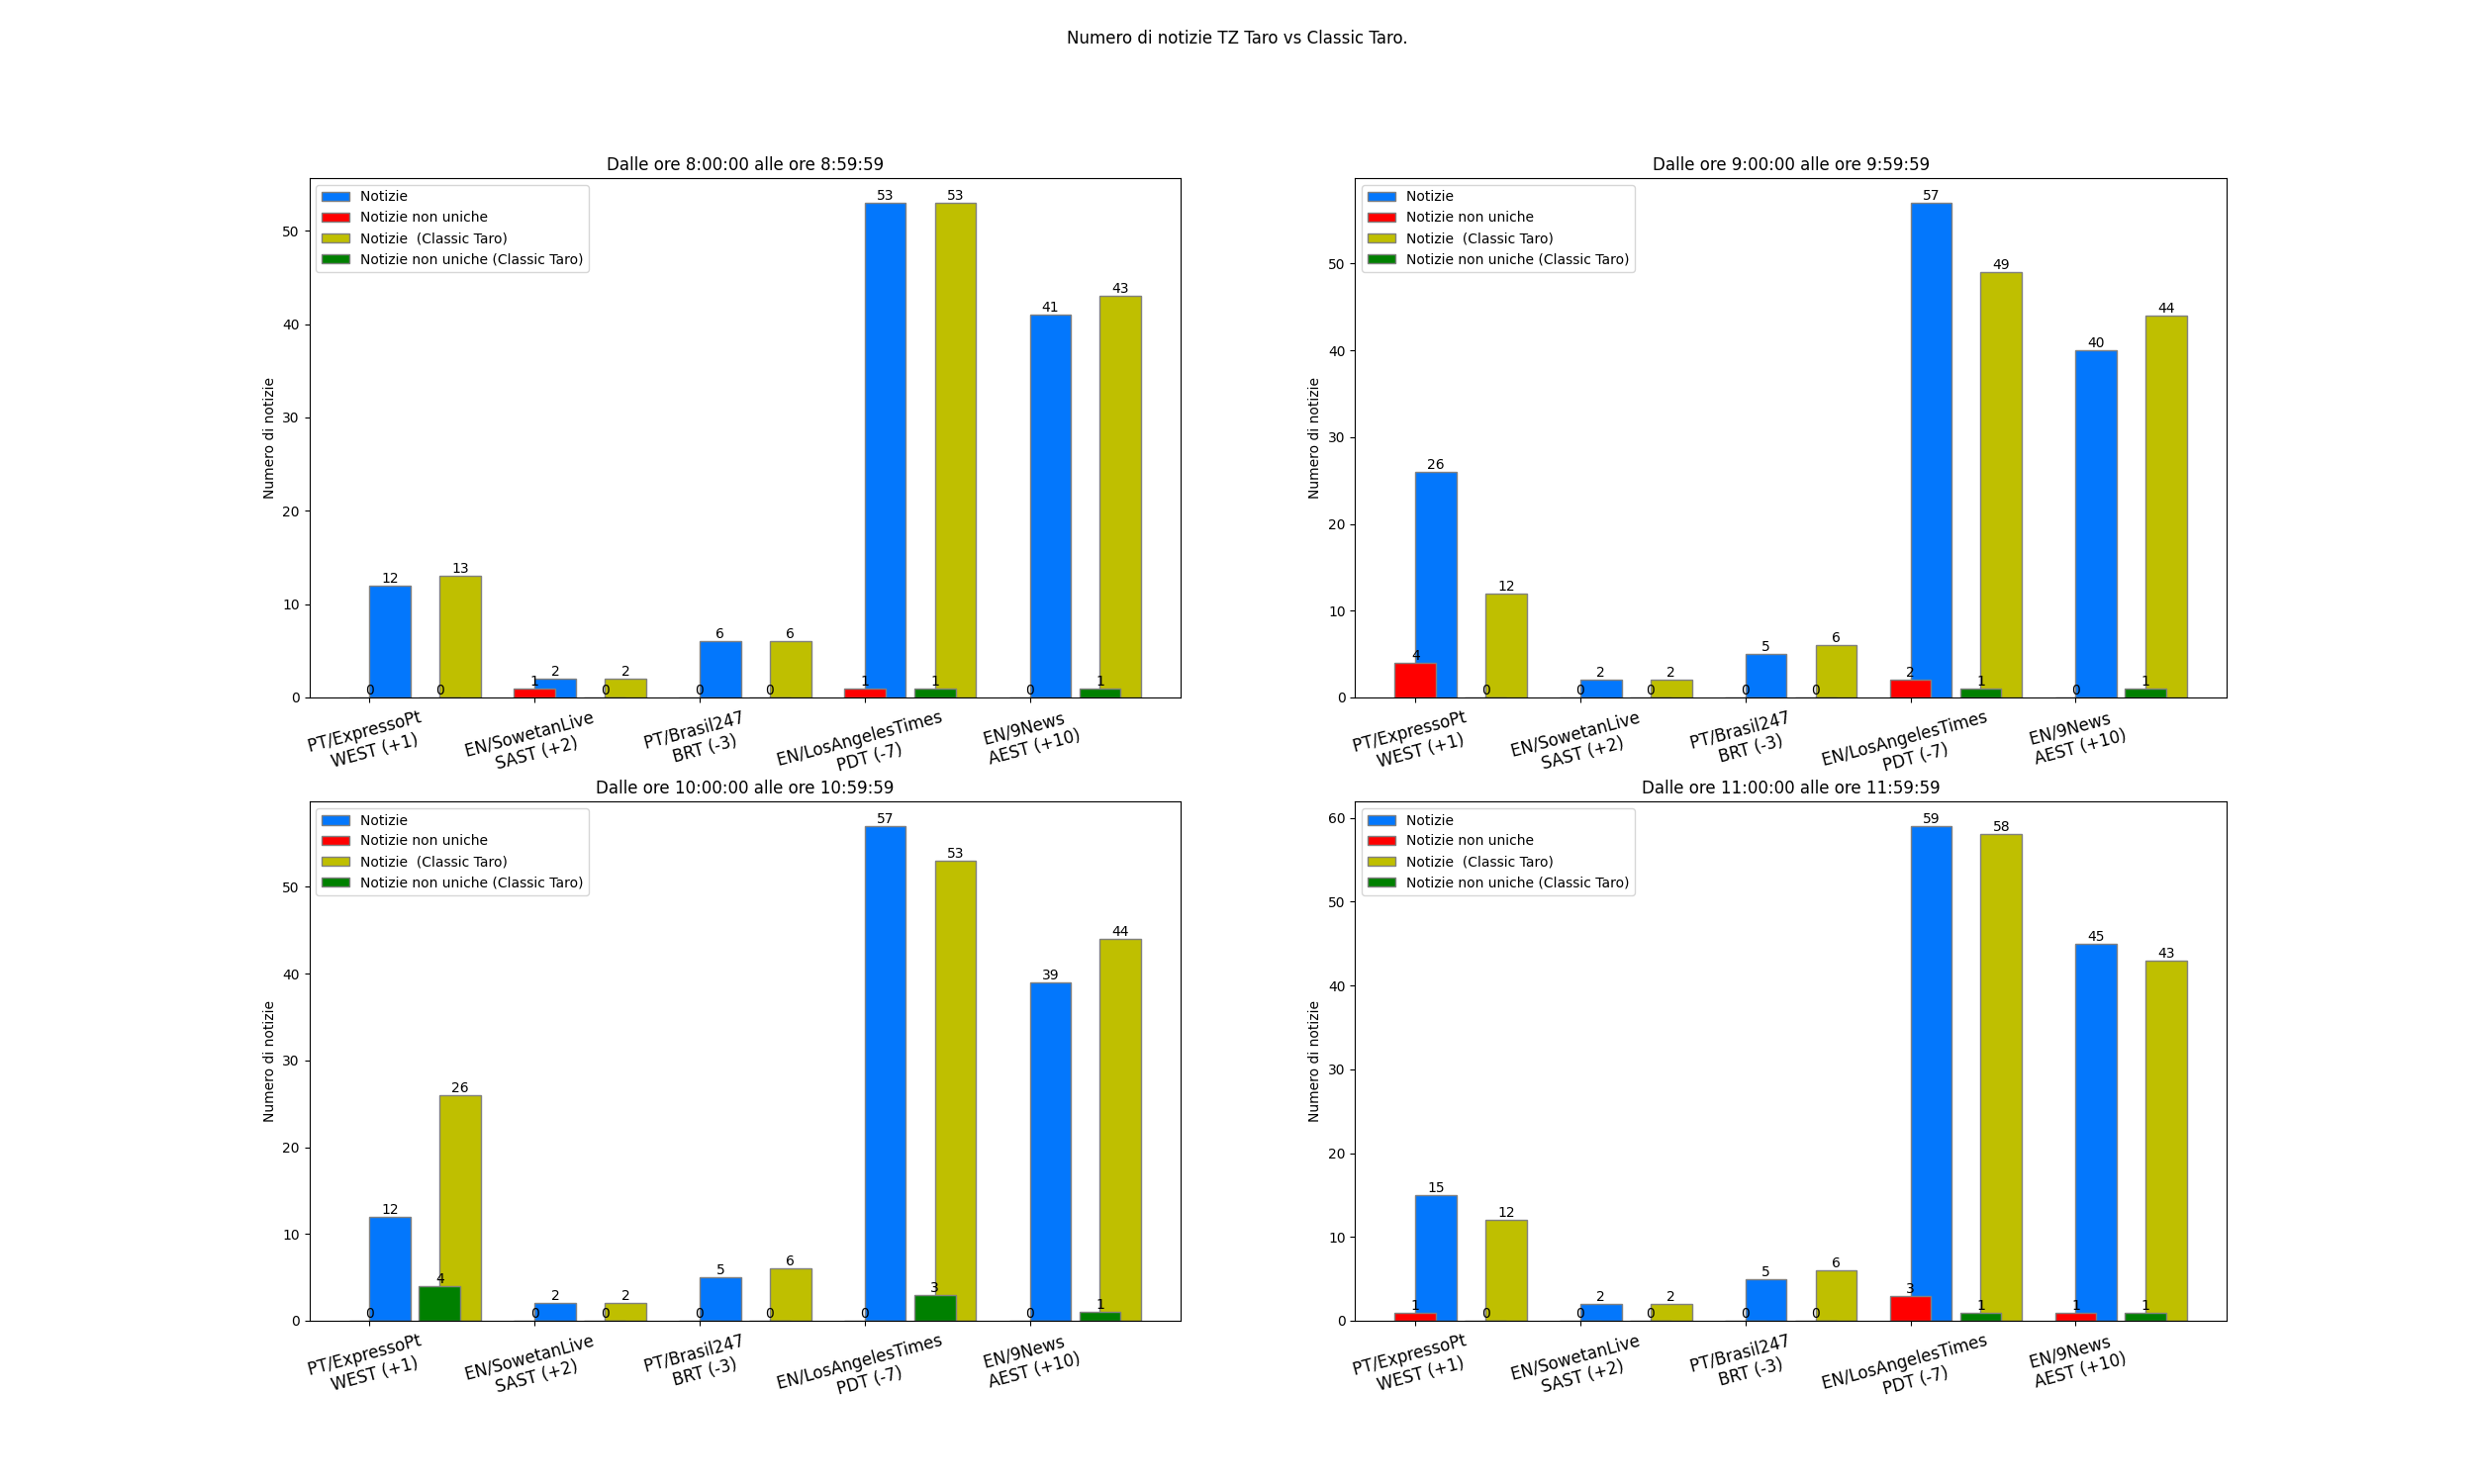 Numero di notizie TZ Taro vs Classic Taro.
Dalle ore 8:00:00 alle ore 8:59:59
Notizie
Notizie non uniche
Notizie  (Classic Taro)
Notizie non uniche (Classic Taro)
Numero di notizie
50
40
30
20
10
0
12 2 6 53 41
0 1 0 1 0
13 2 6 53 43
0 0 0 1 1
PT/ExpressoPt
WEST (+1)
EN/SowetanLive
SAST (+2)
PT/Brasil247
BRT (-3)
EN/LosAngelesTimes
PDT (-7)
EN/9News
AEST (+10)
Dalle ore 9:00:00 alle ore 9:59:59
Notizie
Notizie non uniche
Notizie  (Classic Taro)
Notizie non uniche (Classic Taro)
Numero di notizie
50
40
30
20
10
0
26 2 5 57 40
4 0 0 2 0
12 2 6 49 44
0 0 0 1 1
PT/ExpressoPt
WEST (+1)
EN/SowetanLive
SAST (+2)
PT/Brasil247
BRT (-3)
EN/LosAngelesTimes
PDT (-7)
EN/9News
AEST (+10)
Dalle ore 10:00:00 alle ore 10:59:59
Notizie
Notizie non uniche
Notizie  (Classic Taro)
Notizie non uniche (Classic Taro)
Numero di notizie
50
40
30
20
10
0
12 2 5 57 39
0 0 0 0 0
26 2 6 53 44
4 0 0 3 1
PT/ExpressoPt
WEST (+1)
EN/SowetanLive
SAST (+2)
PT/Brasil247
BRT (-3)
EN/LosAngelesTimes
PDT (-7)
EN/9News
AEST (+10)
Dalle ore 11:00:00 alle ore 11:59:59
Notizie
Notizie non uniche
Notizie  (Classic Taro)
Notizie non uniche (Classic Taro)
Numero di notizie
60
50
40
30
20
10
0
15 2 5 59 45
1 0 0 3 1
12 2 6 58 43
0 0 0 1 1
PT/ExpressoPt
WEST (+1)
EN/SowetanLive
SAST (+2)
PT/Brasil247
BRT (-3)
EN/LosAngelesTimes
PDT (-7)
EN/9News
AEST (+10)